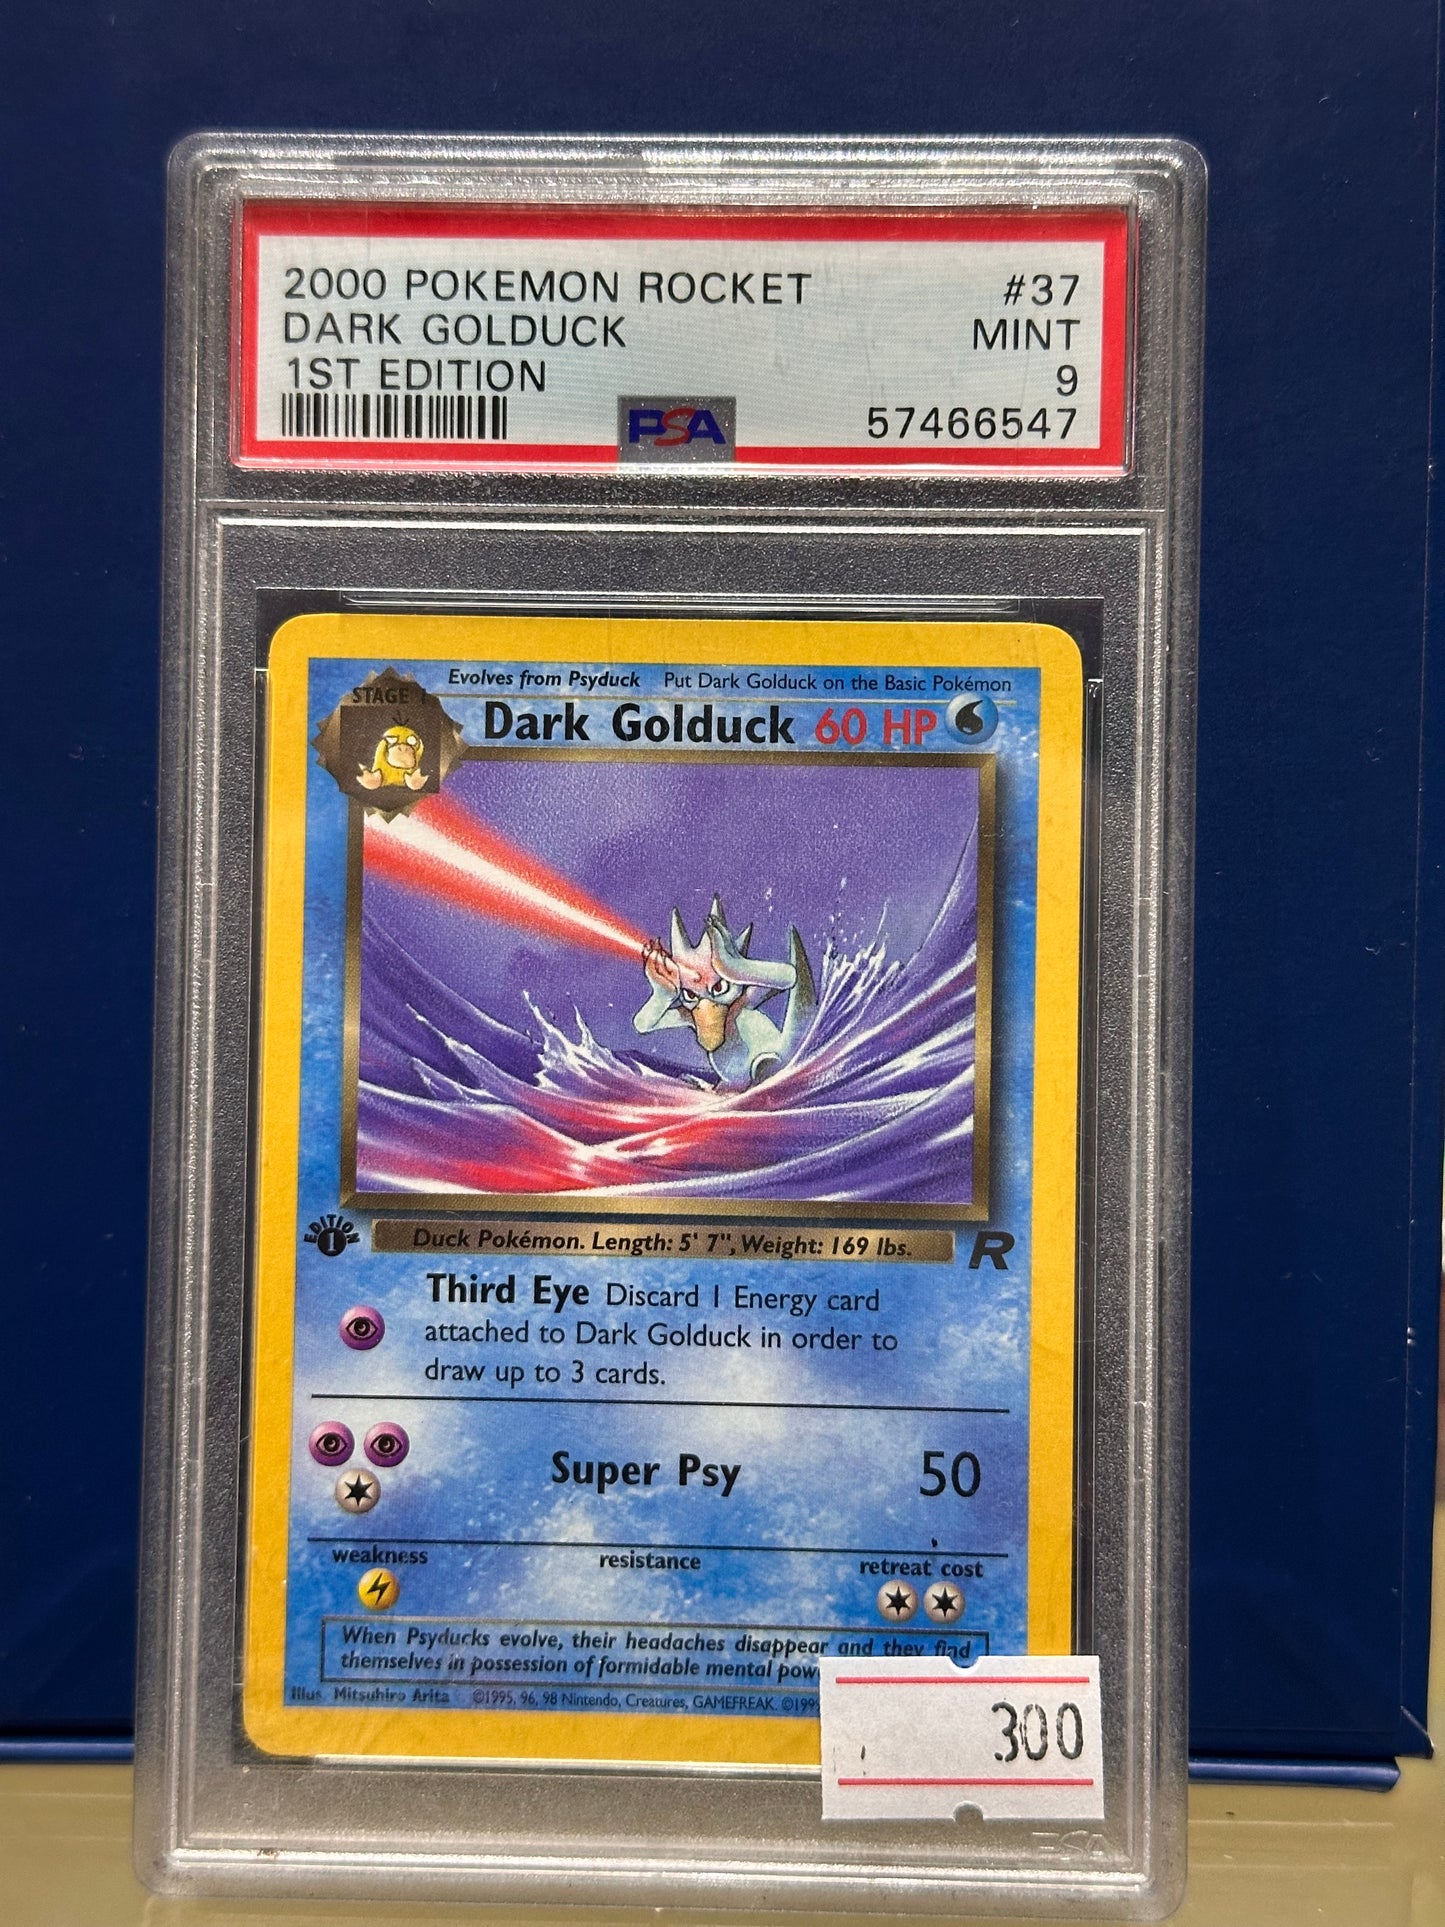 2000 POKEMON ROCKET #37
DARK GOLDUCK MINT
1ST EDITION 9
PSA 57466547
Evolves from Psyduck Put Dark Golduck on the Basic Pokémon
STAGE 1
Dark Golduck 60 HP
EDITION 1
Duck Pokémon. Length: 5' 7", Weight: 169 lbs.
R
Third Eye Discard 1 Energy card
attached to Dark Golduck in order to
draw up to 3 cards.
Super Psy 50
weakness resistance retreat cost
When Psyducks evolve, their headaches disappear and they find
themselves in possession of formidable mental
Illus. Mitsuhiro Arita ©1995, 96, 98 Nintendo, Creatures, GAMEFREAK.
300
PSA